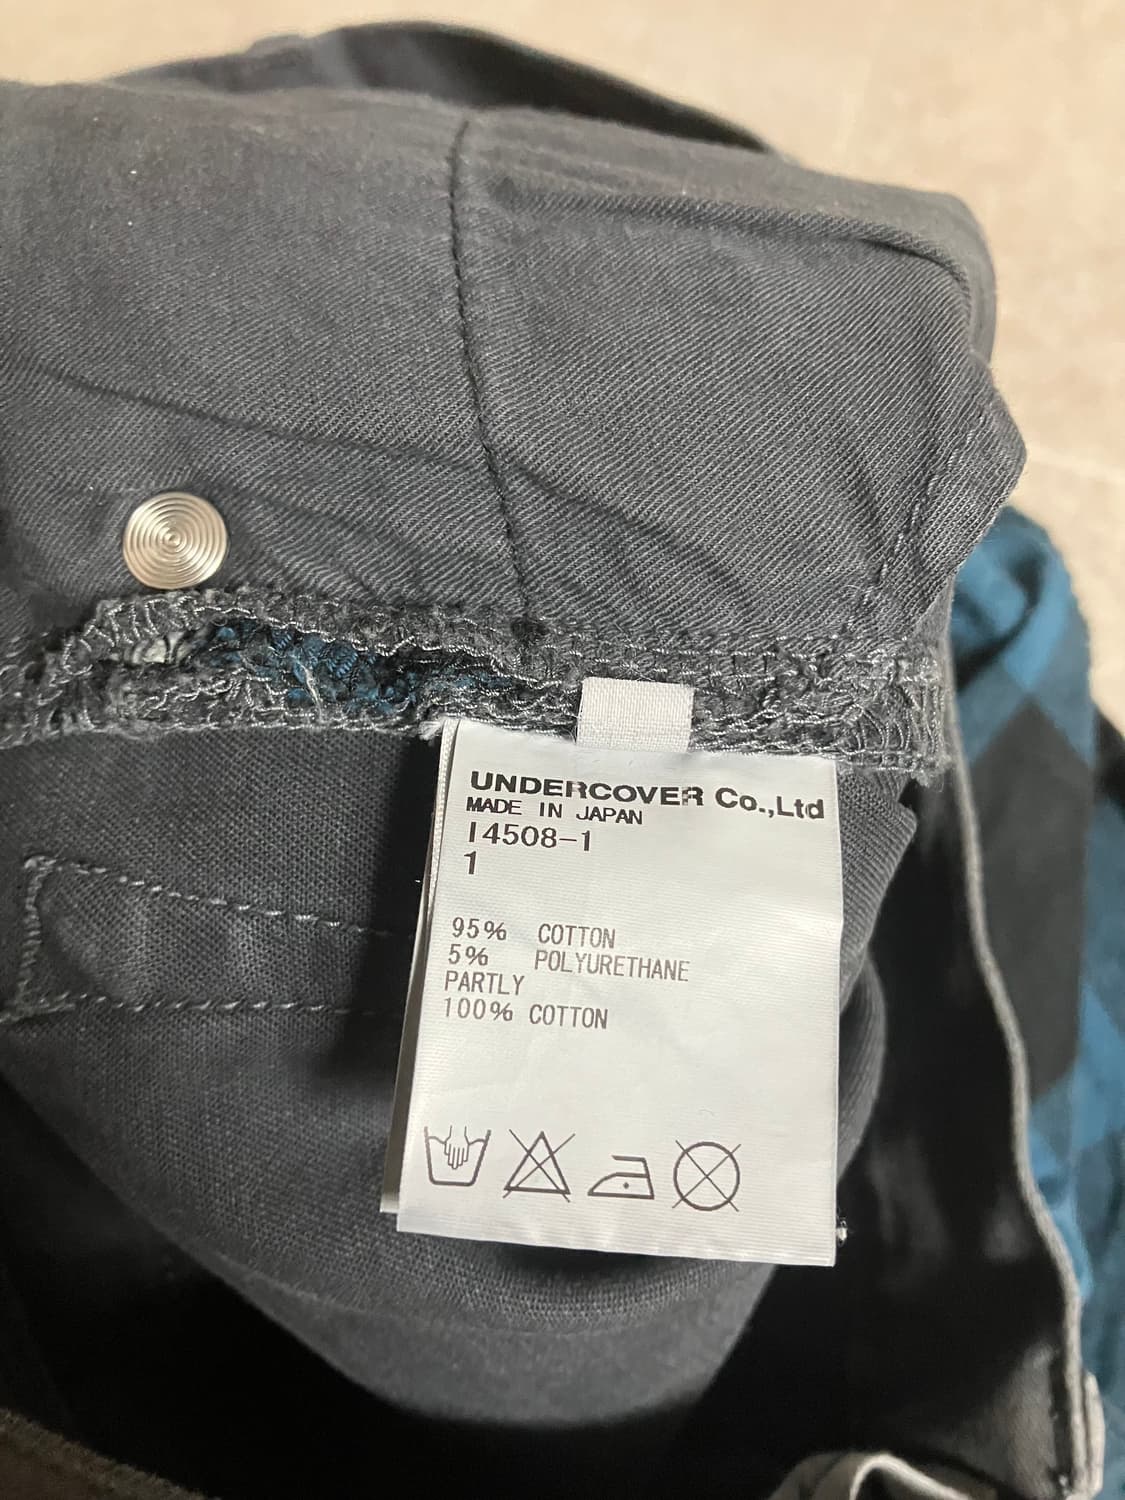 UNDERCOVER Co.,Ltd
MADE IN JAPAN
I4508-1
1
95% COTTON
5% POLYURETHANE
PARTLY
100% COTTON